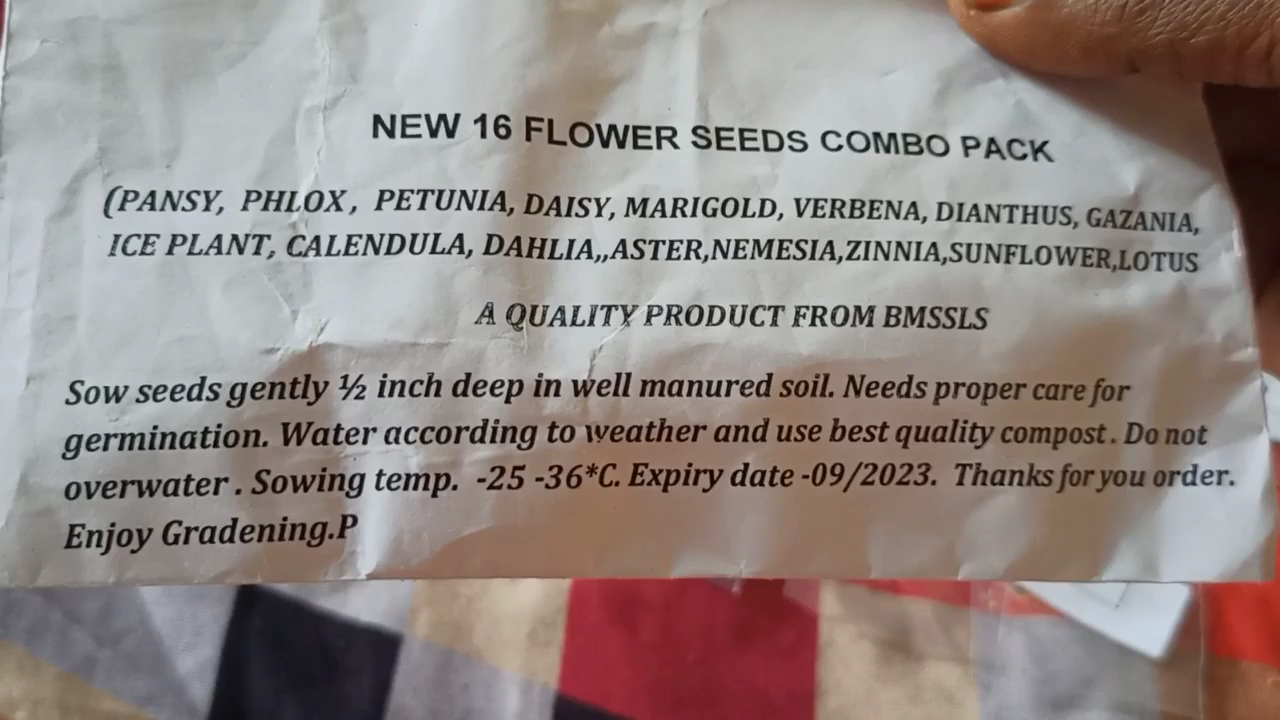 NEW 16 FLOWER SEEDS COMBO PACK
(PANSY, PHLOX, PETUNIA, DAISY, MARIGOLD, VERBENA, DIANTHUS, GAZANIA,
ICE PLANT, CALENDULA, DAHLIA,,ASTER,NEMESIA,ZINNIA,SUNFLOWER,LOTUS
A QUALITY PRODUCT FROM BMSSLS
Sow seeds gently ½ inch deep in well manured soil. Needs proper care for
germination. Water according to weather and use best quality compost. Do not
overwater. Sowing temp. -25 -36*C. Expiry date -09/2023. Thanks for you order.
Enjoy Gradening.P